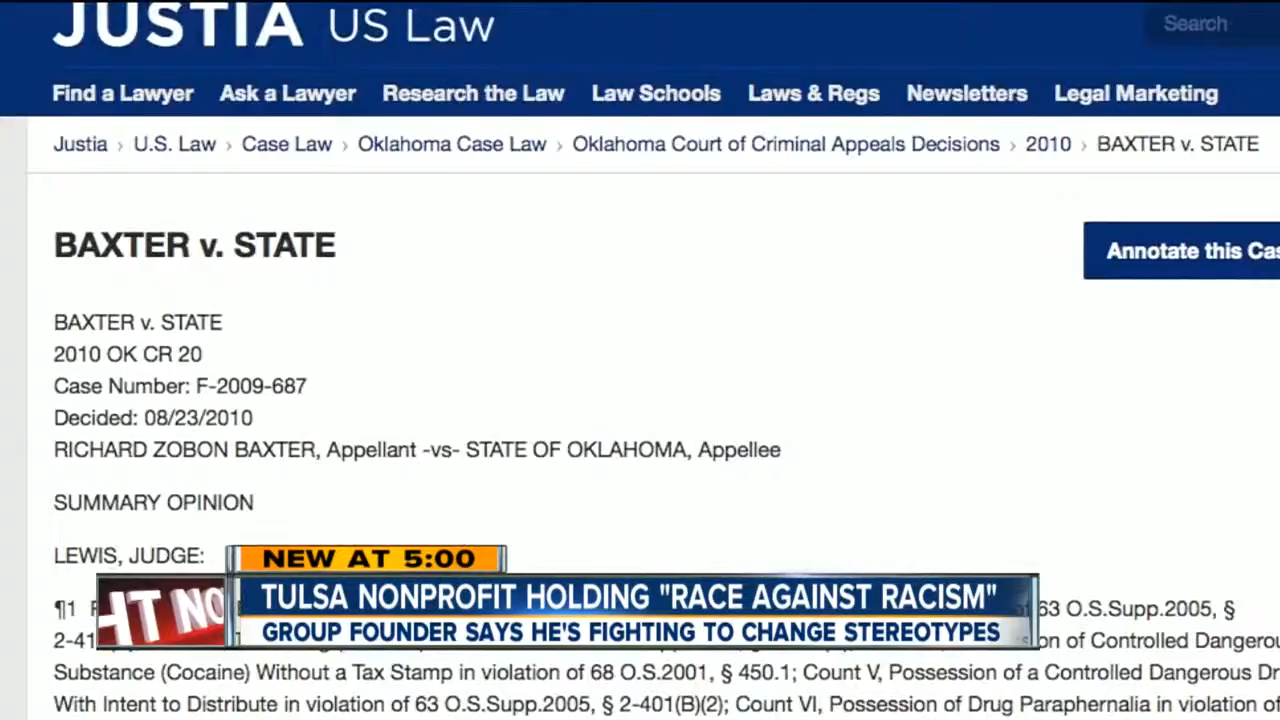 JUSTIA US Law
Search
Find a Lawyer Ask a Lawyer Research the Law Law Schools Laws & Regs Newsletters Legal Marketing
Justia › U.S. Law › Case Law › Oklahoma Case Law › Oklahoma Court of Criminal Appeals Decisions › 2010 › BAXTER v. STATE
BAXTER v. STATE
Annotate this Cas
BAXTER v. STATE
2010 OK CR 20
Case Number: F-2009-687
Decided: 08/23/2010
RICHARD ZOBON BAXTER, Appellant -vs- STATE OF OKLAHOMA, Appellee
SUMMARY OPINION
LEWIS, JUDGE:
NEW AT 5:00
HT NO
TULSA NONPROFIT HOLDING "RACE AGAINST RACISM"
GROUP FOUNDER SAYS HE'S FIGHTING TO CHANGE STEREOTYPES
¶1 63 O.S.Supp.2005, §
2-41 on of Controlled Dangerou
Substance (Cocaine) Without a Tax Stamp in violation of 68 O.S.2001, § 450.1; Count V, Possession of a Controlled Dangerous Dr
With Intent to Distribute in violation of 63 O.S.Supp.2005, § 2-401(B)(2); Count VI, Possession of Drug Paraphernalia in violation of